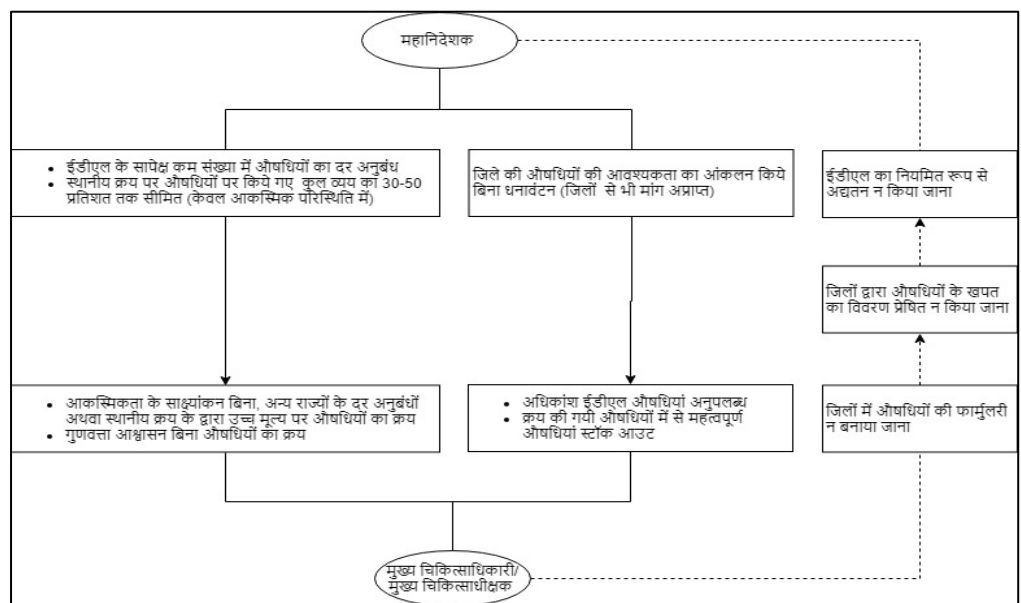 महानिदेशक
• ईडीएल के सापेक्ष कम संख्या में औषधियों का दर अनुबंध
• स्थानीय क्रय पर औषधियों पर किये गए कुल व्यय का 30-50
प्रतिशत तक सीमित (केवल आकस्मिक परिस्थिति में)
जिले की औषधियों की आवश्यकता का आंकलन किये
बिना धनावंटन (जिलों से भी मांग अप्राप्त)
ईडीएल का नियमित रूप से
अद्यतन न किया जाना
जिलों द्वारा औषधियों के खपत
का विवरण प्रेषित न किया जाना
• आकस्मिकता के साक्ष्यांकन बिना, अन्य राज्यों के दर अनुबंधों
अथवा स्थानीय क्रय के द्वारा उच्च मूल्य पर औषधियों का क्रय
• गुणवत्ता आश्वासन बिना औषधियों का क्रय
• अधिकांश ईडीएल औषधियां अनुपलब्ध
• क्रय की गयी औषधियों में से महत्वपूर्ण
औषधियां स्टॉक आउट
जिलों में औषधियों की फार्मुलरी
न बनाया जाना
मुख्य चिकित्साधिकारी/
मुख्य चिकित्साधीक्षक